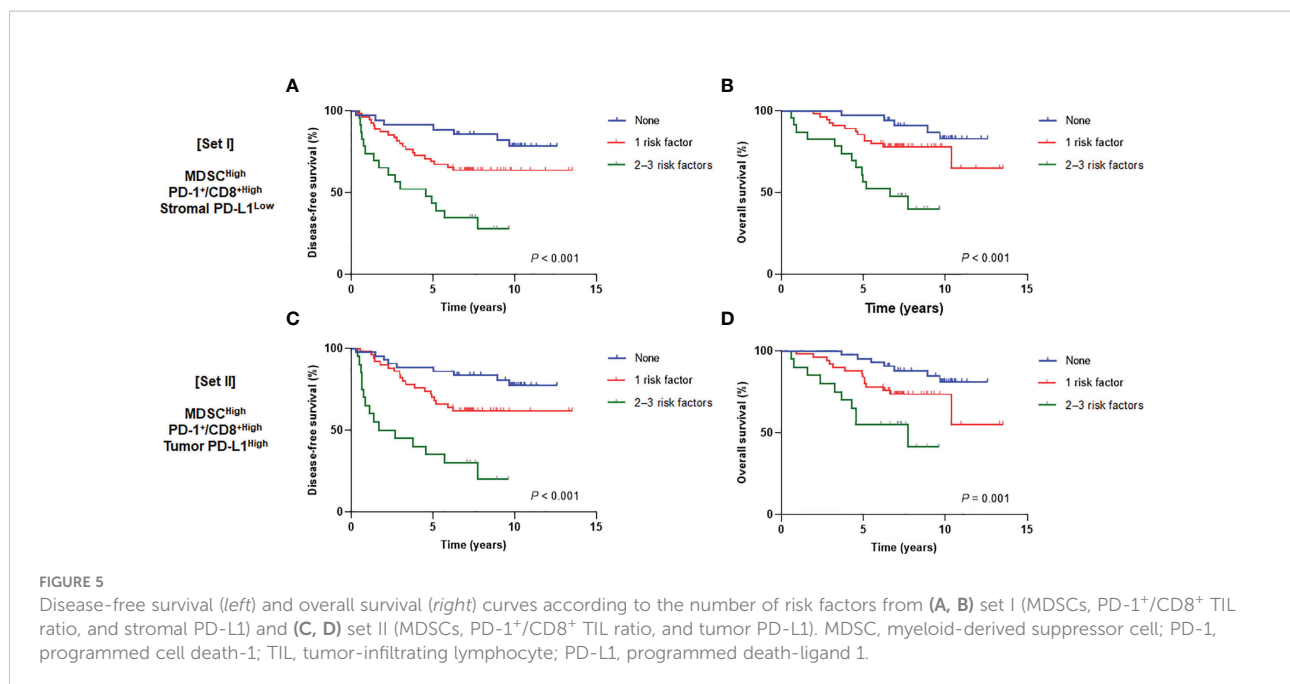 A
[Set I]
MDSCHigh
PD-1+/CD8+High
Stromal PD-L1Low
Disease-free survival (%)
100
50
0
0 5 10 15
Time (years)
None
1 risk factor
2–3 risk factors
P < 0.001
B
Overall survival (%)
100
50
0
0 5 10 15
Time (years)
None
1 risk factor
2–3 risk factors
P < 0.001
C
[Set II]
MDSCHigh
PD-1+/CD8+High
Tumor PD-L1High
Disease-free survival (%)
100
50
0
0 5 10 15
Time (years)
None
1 risk factor
2–3 risk factors
P < 0.001
D
Overall survival (%)
100
50
0
0 5 10 15
Time (years)
None
1 risk factor
2–3 risk factors
P = 0.001
FIGURE 5
Disease-free survival (left) and overall survival (right) curves according to the number of risk factors from (A, B) set I (MDSCs, PD-1+/CD8+ TIL
ratio, and stromal PD-L1) and (C, D) set II (MDSCs, PD-1+/CD8+ TIL ratio, and tumor PD-L1). MDSC, myeloid-derived suppressor cell; PD-1,
programmed cell death-1; TIL, tumor-infiltrating lymphocyte; PD-L1, programmed death-ligand 1.